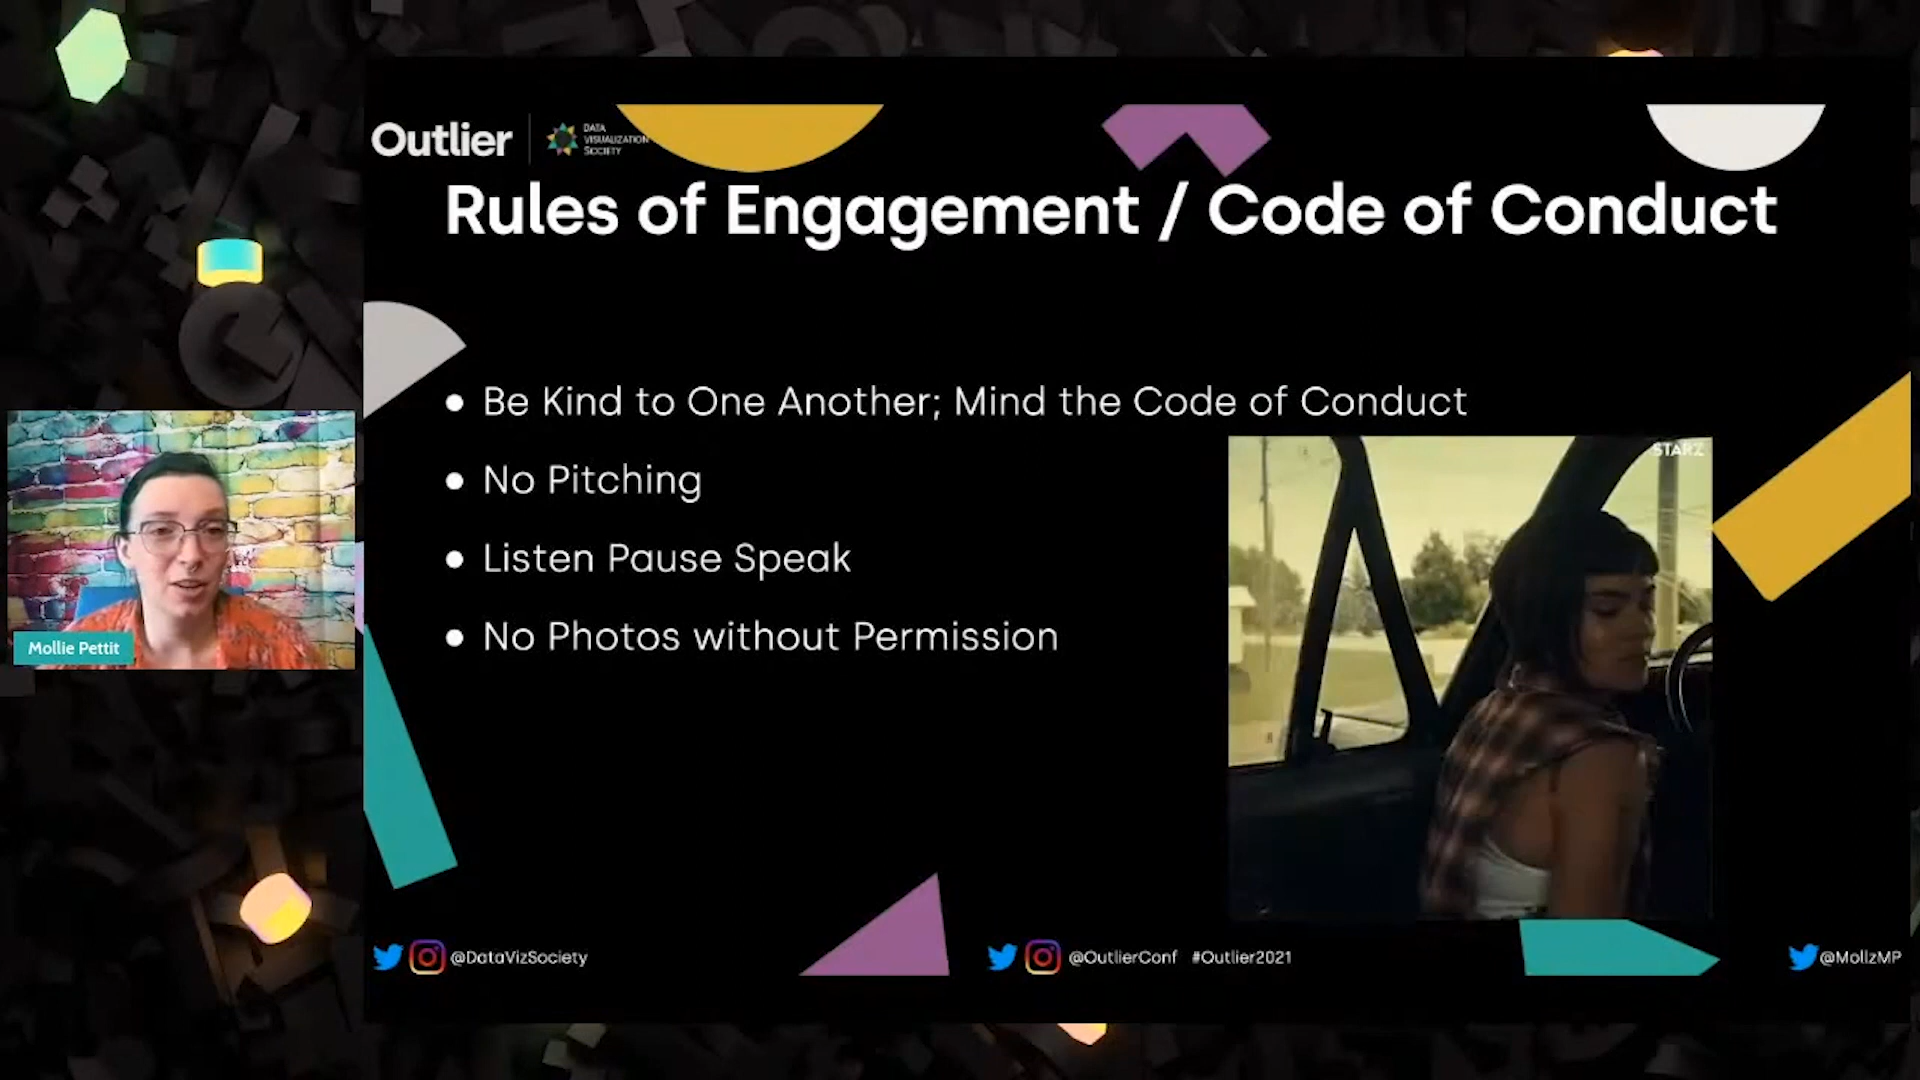 Outlier
DATA
VISUALIZATION
SOCIETY
Rules of Engagement / Code of Conduct
• Be Kind to One Another; Mind the Code of Conduct
STARZ
• No Pitching
• Listen Pause Speak
• No Photos without Permission
Mollie Pettit
@DataVizSociety
@OutlierConf #Outlier2021
@MollzMP